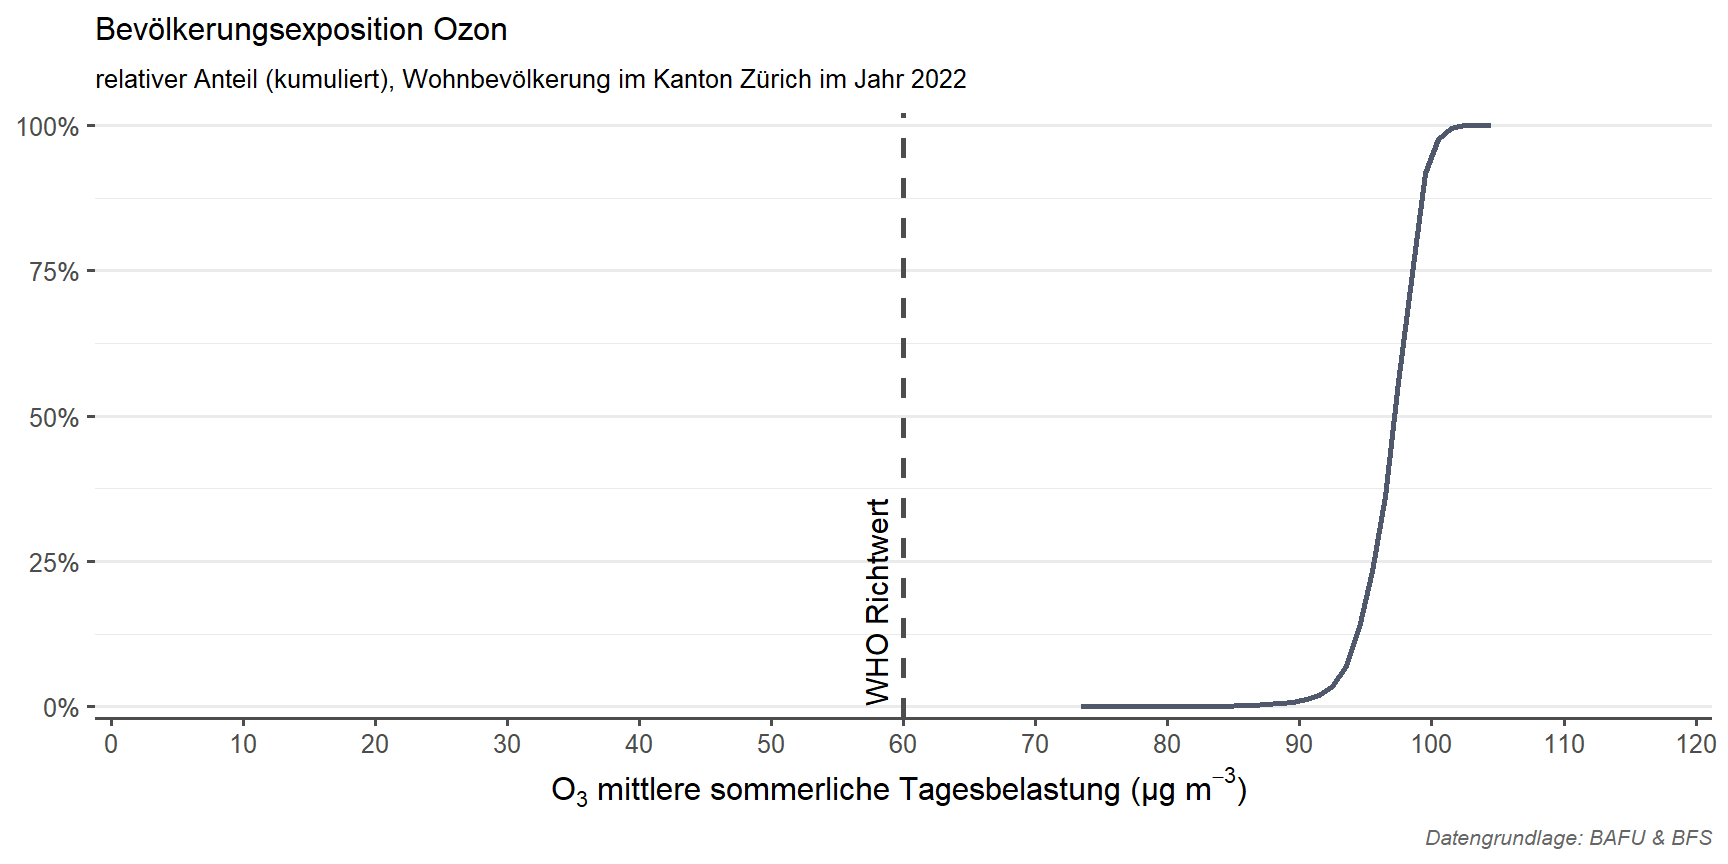 Bevölkerungsexposition Ozon
relativer Anteil (kumuliert), Wohnbevölkerung im Kanton Zürich im Jahr 2022
100%
75%
50%
25%
0%
WHO Richtwert
0 10 20 30 40 50 60 70 80 90 100 110 120
O₃ mittlere sommerliche Tagesbelastung (µg m⁻³)
Datengrundlage: BAFU & BFS